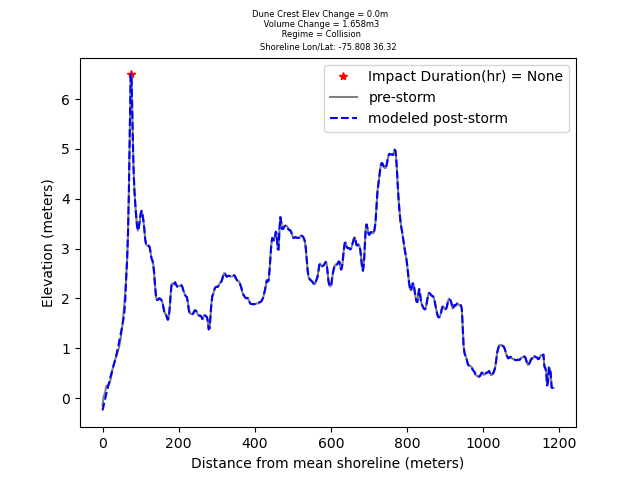 Dune Crest Elev Change = 0.0m
Volume Change = 1.658m3
Regime = Collision
Shoreline Lon/Lat: -75.808 36.32
Impact Duration(hr) = None
pre-storm
modeled post-storm
Elevation (meters)
6
5
4
3
2
1
0
0 200 400 600 800 1000 1200
Distance from mean shoreline (meters)